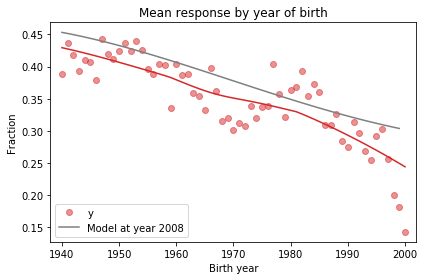 Mean response by year of birth
0.45
0.40
0.35
0.30
0.25
0.20
0.15
Fraction
y
Model at year 2008
1940 1950 1960 1970 1980 1990 2000
Birth year